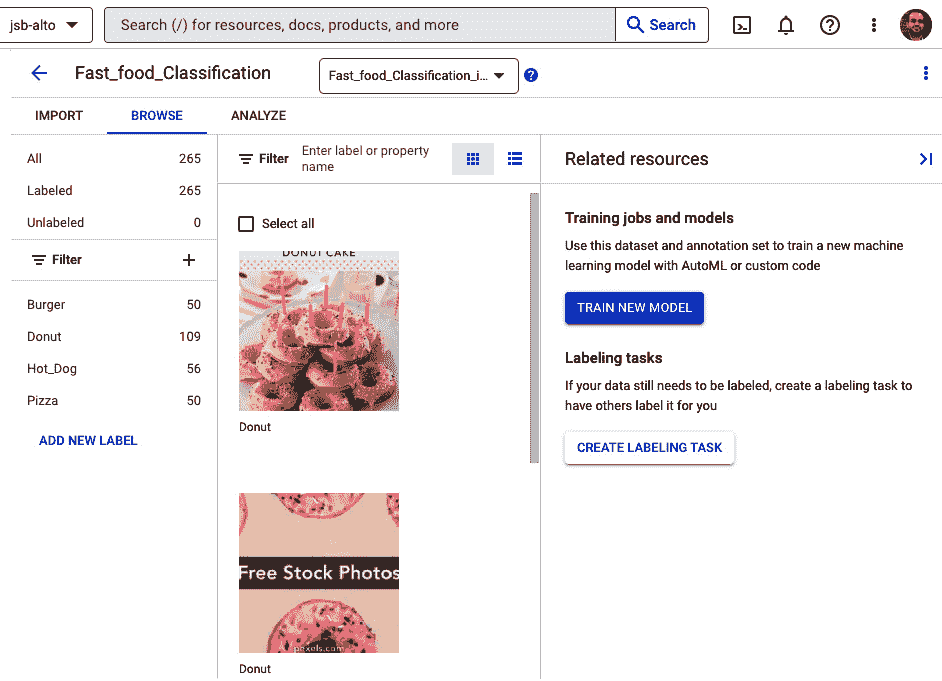 jsb-alto
Search (/) for resources, docs, products, and more
Search
Fast_food_Classification
Fast_food_Classification_i...
IMPORT
BROWSE
ANALYZE
All 265
Labeled 265
Unlabeled 0
Filter
Burger 50
Donut 109
Hot_Dog 56
Pizza 50
ADD NEW LABEL
Filter
Enter label or property
name
Select all
DONUT CAKE
Donut
Free Stock Photos
pexels.com
Donut
Related resources
Training jobs and models
Use this dataset and annotation set to train a new machine
learning model with AutoML or custom code
TRAIN NEW MODEL
Labeling tasks
If your data still needs to be labeled, create a labeling task to
have others label it for you
CREATE LABELING TASK